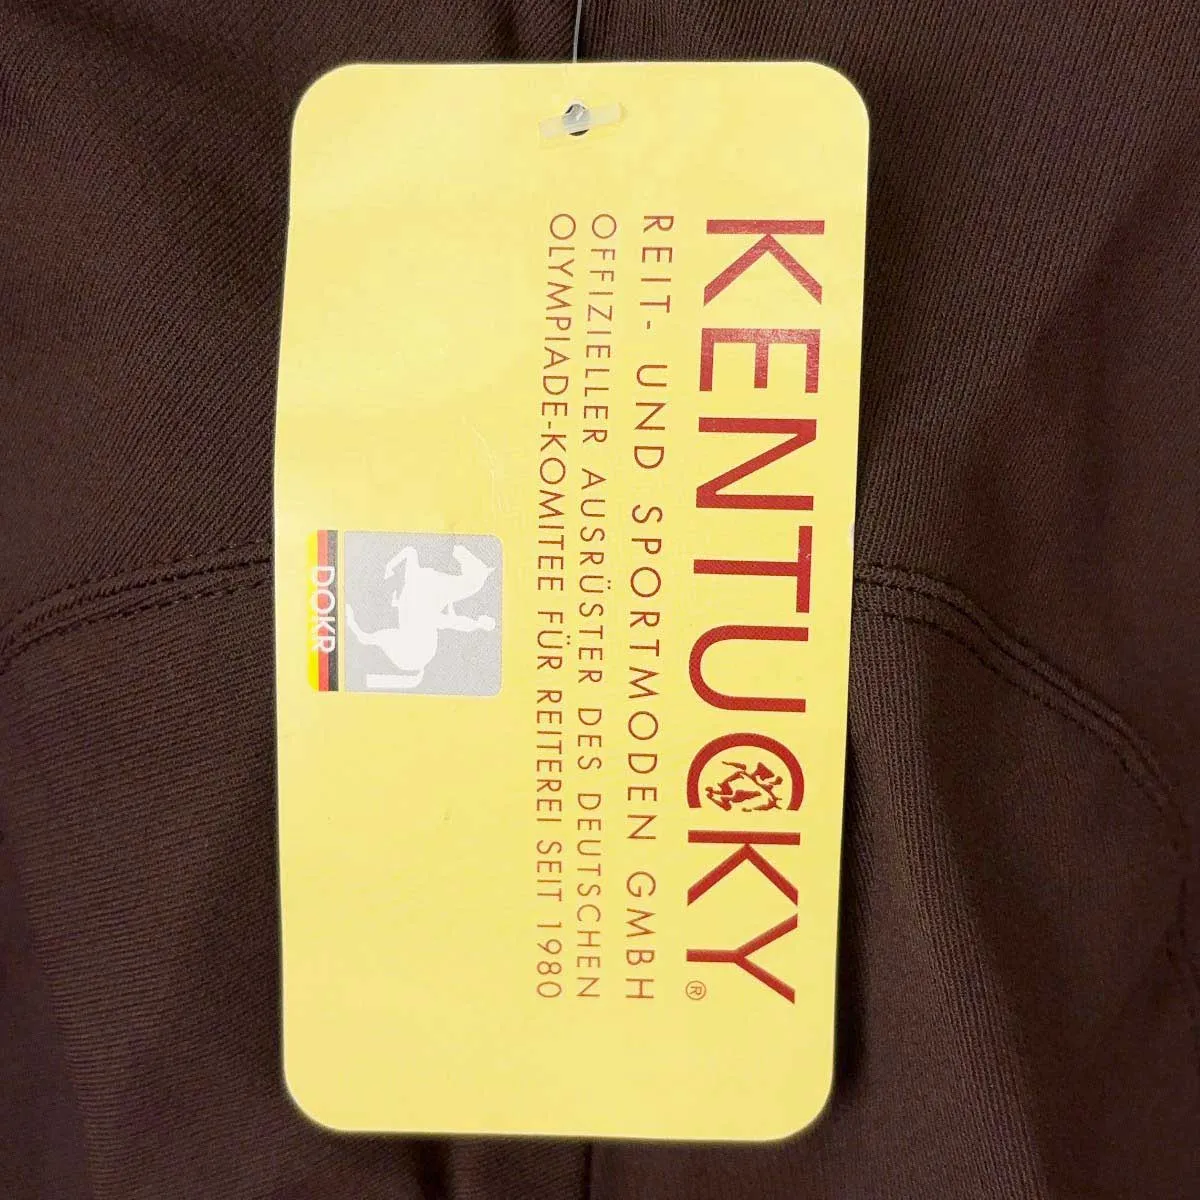 KENTUCKY®
REIT- UND SPORTMODEN GMBH
OFFIZIELLER AUSRÜSTER DES DEUTSCHEN
OLYMPIADE-KOMITEE FÜR REITEREI SEIT 1980
DOKR